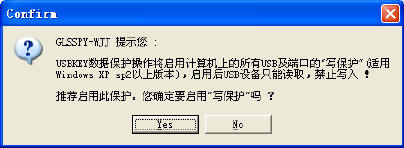 Confirm
GLSSPY-WJJ 提示您：
USBKEY数据保护操作将启用计算机上的所有USB及端口的"写保护"(适用
Windows XP sp2以上版本)，启用后USB设备只能读取，禁止写入 ！
推荐启用此保护。您确定要启用"写保护"吗 ？
Yes No